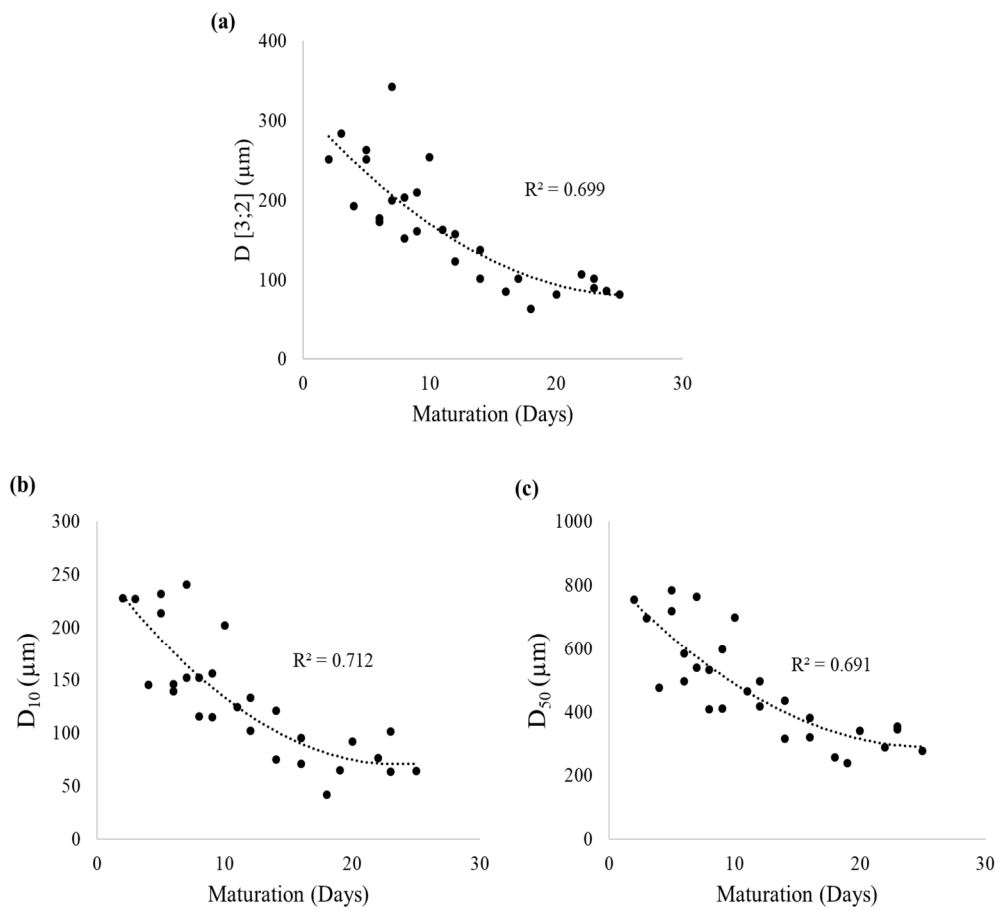 (a)
400
300
200
100
0
D [3;2] (µm)
R² = 0.699
0 10 20 30
Maturation (Days)
(b)
300
250
200
150
100
50
0
D₁₀ (µm)
R² = 0.712
0 10 20 30
Maturation (Days)
(c)
1000
800
600
400
200
0
D₅₀ (µm)
R² = 0.691
0 10 20 30
Maturation (Days)